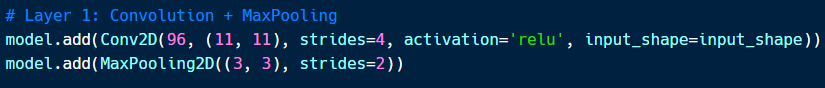 # Layer 1: Convolution + MaxPooling
model.add(Conv2D(96, (11, 11), strides=4, activation='relu', input_shape=input_shape))
model.add(MaxPooling2D((3, 3), strides=2))